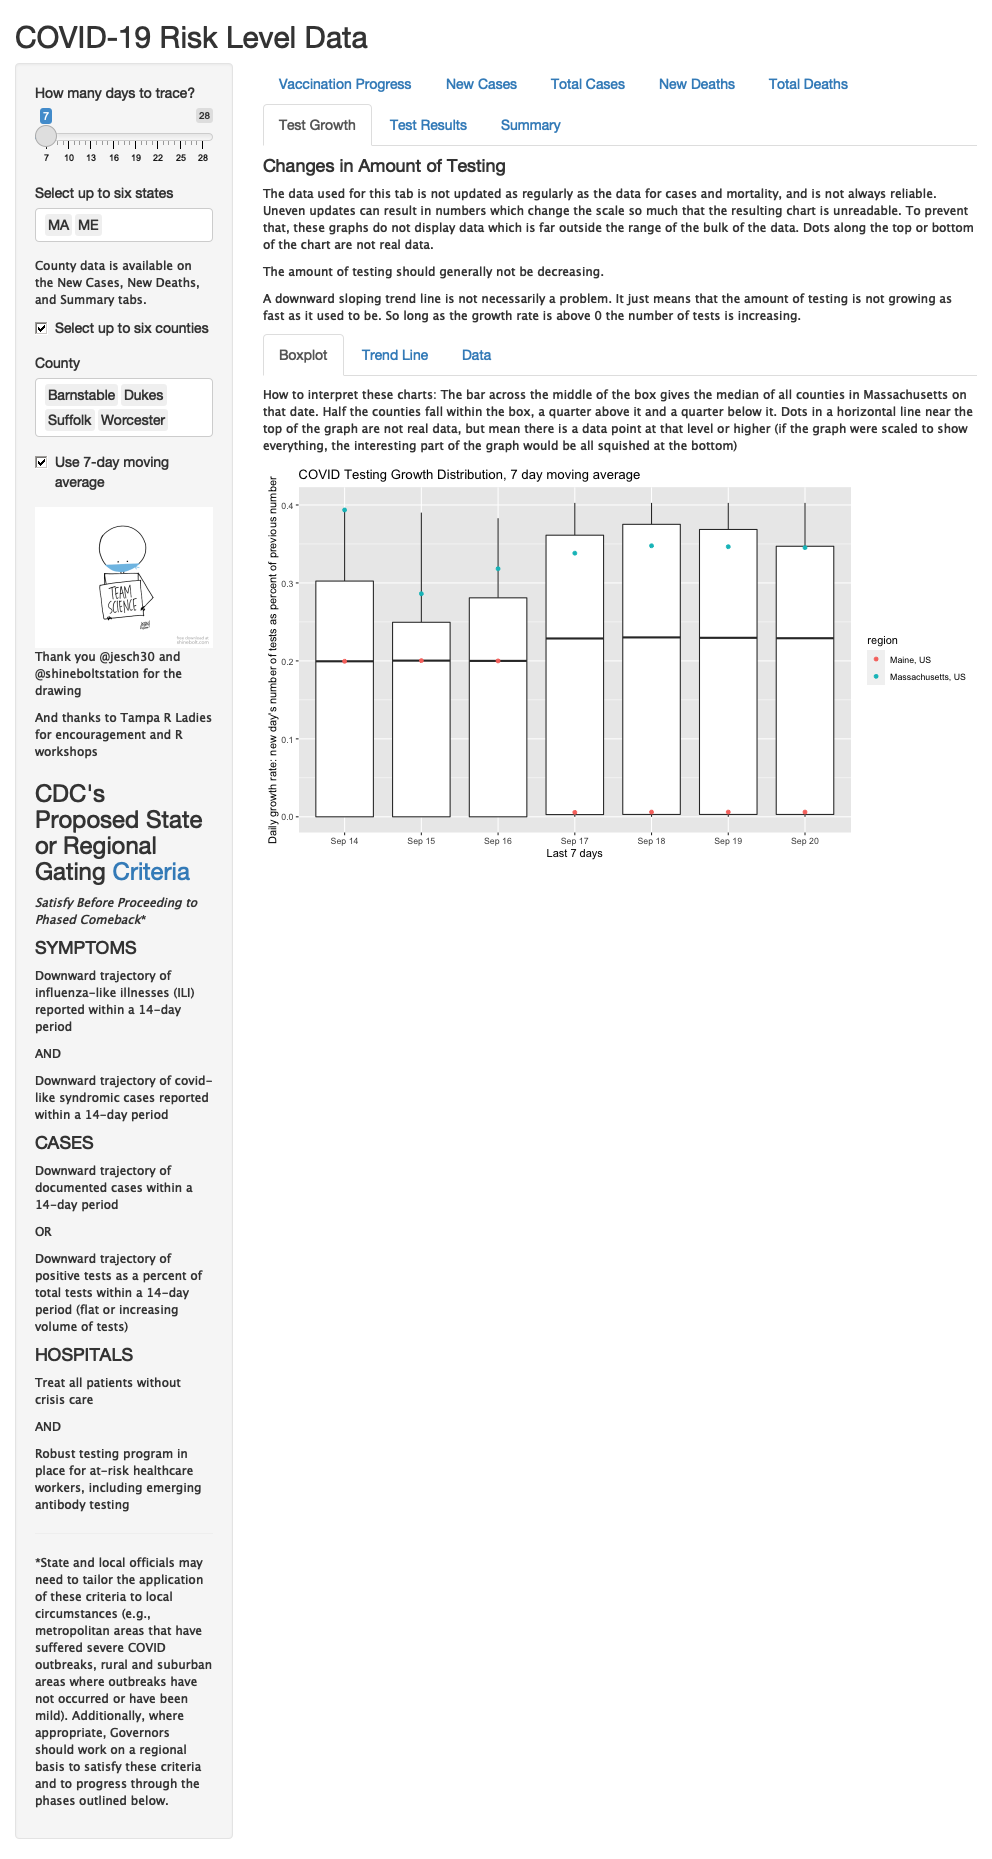 COVID-19 Risk Level Data
How many days to trace?
7 28
7 10 13 16 19 22 25 28
Select up to six states
MA ME
County data is available on
the New Cases, New Deaths,
and Summary tabs.
Select up to six counties
County
Barnstable Dukes
Suffolk Worcester
Use 7-day moving
average
TEAM
SCIENCE
Thank you @jesch30 and
@shineboltstation for the
drawing
And thanks to Tampa R Ladies
for encouragement and R
workshops
CDC's
Proposed State
or Regional
Gating Criteria
Satisfy Before Proceeding to
Phased Comeback*
SYMPTOMS
Downward trajectory of
influenza-like illnesses (ILI)
reported within a 14-day
period
AND
Downward trajectory of covid-
like syndromic cases reported
within a 14-day period
CASES
Downward trajectory of
documented cases within a
14-day period
OR
Downward trajectory of
positive tests as a percent of
total tests within a 14-day
period (flat or increasing
volume of tests)
HOSPITALS
Treat all patients without
crisis care
AND
Robust testing program in
place for at-risk healthcare
workers, including emerging
antibody testing
*State and local officials may
need to tailor the application
of these criteria to local
circumstances (e.g.,
metropolitan areas that have
suffered severe COVID
outbreaks, rural and suburban
areas where outbreaks have
not occurred or have been
mild). Additionally, where
appropriate, Governors
should work on a regional
basis to satisfy these criteria
and to progress through the
phases outlined below.
Vaccination Progress New Cases Total Cases New Deaths Total Deaths
Test Growth Test Results Summary
Changes in Amount of Testing
The data used for this tab is not updated as regularly as the data for cases and mortality, and is not always reliable.
Uneven updates can result in numbers which change the scale so much that the resulting chart is unreadable. To prevent
that, these graphs do not display data which is far outside the range of the bulk of the data. Dots along the top or bottom
of the chart are not real data.
The amount of testing should generally not be decreasing.
A downward sloping trend line is not necessarily a problem. It just means that the amount of testing is not growing as
fast as it used to be. So long as the growth rate is above 0 the number of tests is increasing.
Boxplot Trend Line Data
How to interpret these charts: The bar across the middle of the box gives the median of all counties in Massachusetts on
that date. Half the counties fall within the box, a quarter above it and a quarter below it. Dots in a horizontal line near the
top of the graph are not real data, but mean there is a data point at that level or higher (if the graph were scaled to show
everything, the interesting part of the graph would be all squished at the bottom)
COVID Testing Growth Distribution, 7 day moving average
Daily growth rate: new day's number of tests as percent of previous number
0.4
0.3
0.2
0.1
0.0
Sep 14 Sep 15 Sep 16 Sep 17 Sep 18 Sep 19 Sep 20
Last 7 days
region
Maine, US
Massachusetts, US